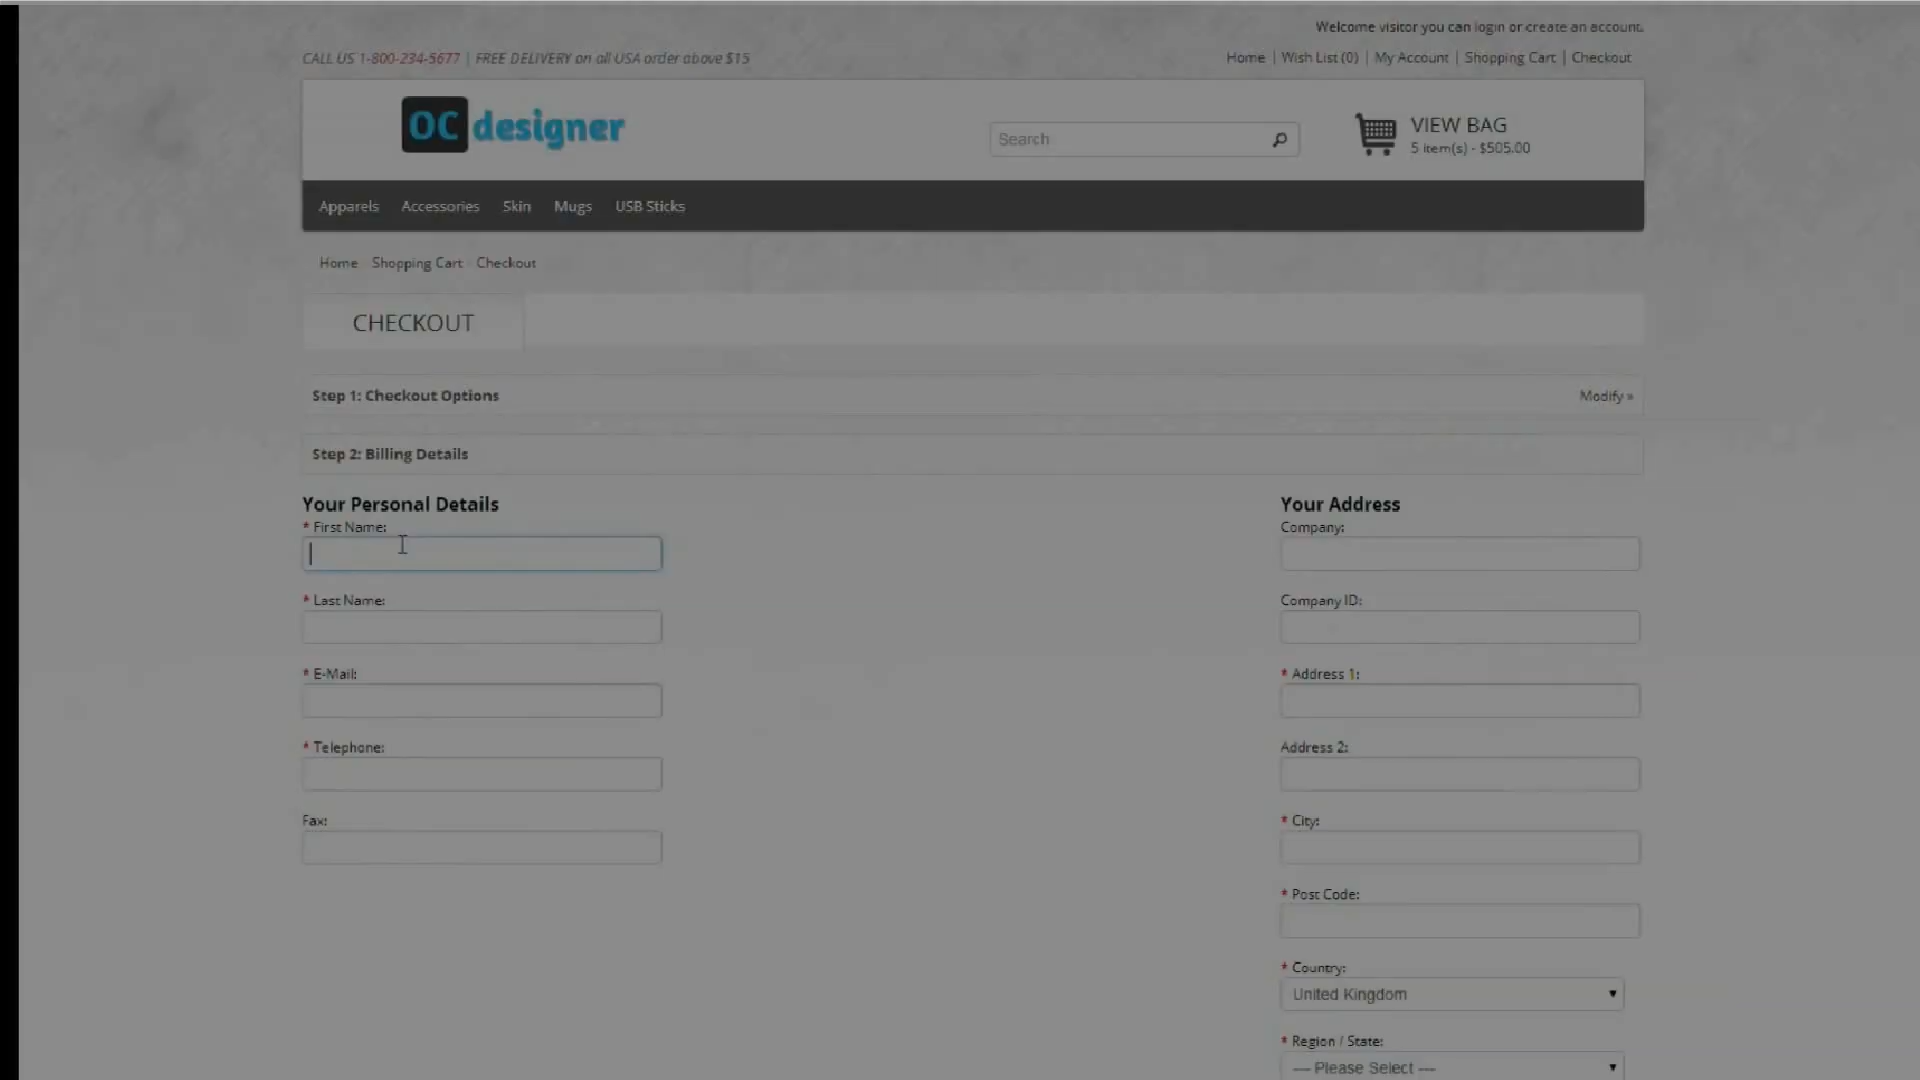 Welcome visitor you can login or create an account.
CALL US 1-800-234-5677 | FREE DELIVERY on all USA order above $15
Home | Wish List (0) | My Account | Shopping Cart | Checkout
OC designer
Search
VIEW BAG
5 item(s) - $505.00
Apparels Accessories Skin Mugs USB Sticks
Home Shopping Cart Checkout
CHECKOUT
Step 1: Checkout Options
Modify »
Step 2: Billing Details
Your Personal Details
* First Name:
* Last Name:
* E-Mail:
* Telephone:
Fax:
Your Address
Company:
Company ID:
* Address 1:
Address 2:
* City:
* Post Code:
* Country:
United Kingdom
* Region / State:
--- Please Select ---